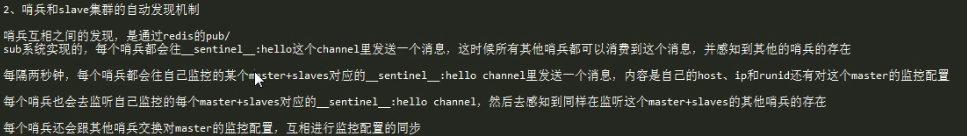 2、哨兵和slave集群的自动发现机制
哨兵互相之间的发现，是通过redis的pub/
sub系统实现的，每个哨兵都会往__sentinel__:hello这个channel里发送一个消息，这时候所有其他哨兵都可以消费到这个消息，并感知到其他的哨兵的存在
每隔两秒钟，每个哨兵都会往自己监控的某个master+slaves对应的__sentinel__:hello channel里发送一个消息，内容是自己的host、ip和runid还有对这个master的监控配置
每个哨兵也会去监听自己监控的每个master+slaves对应的__sentinel__:hello channel，然后去感知到同样在监听这个master+slaves的其他哨兵的存在
每个哨兵还会跟其他哨兵交换对master的监控配置，互相进行监控配置的同步